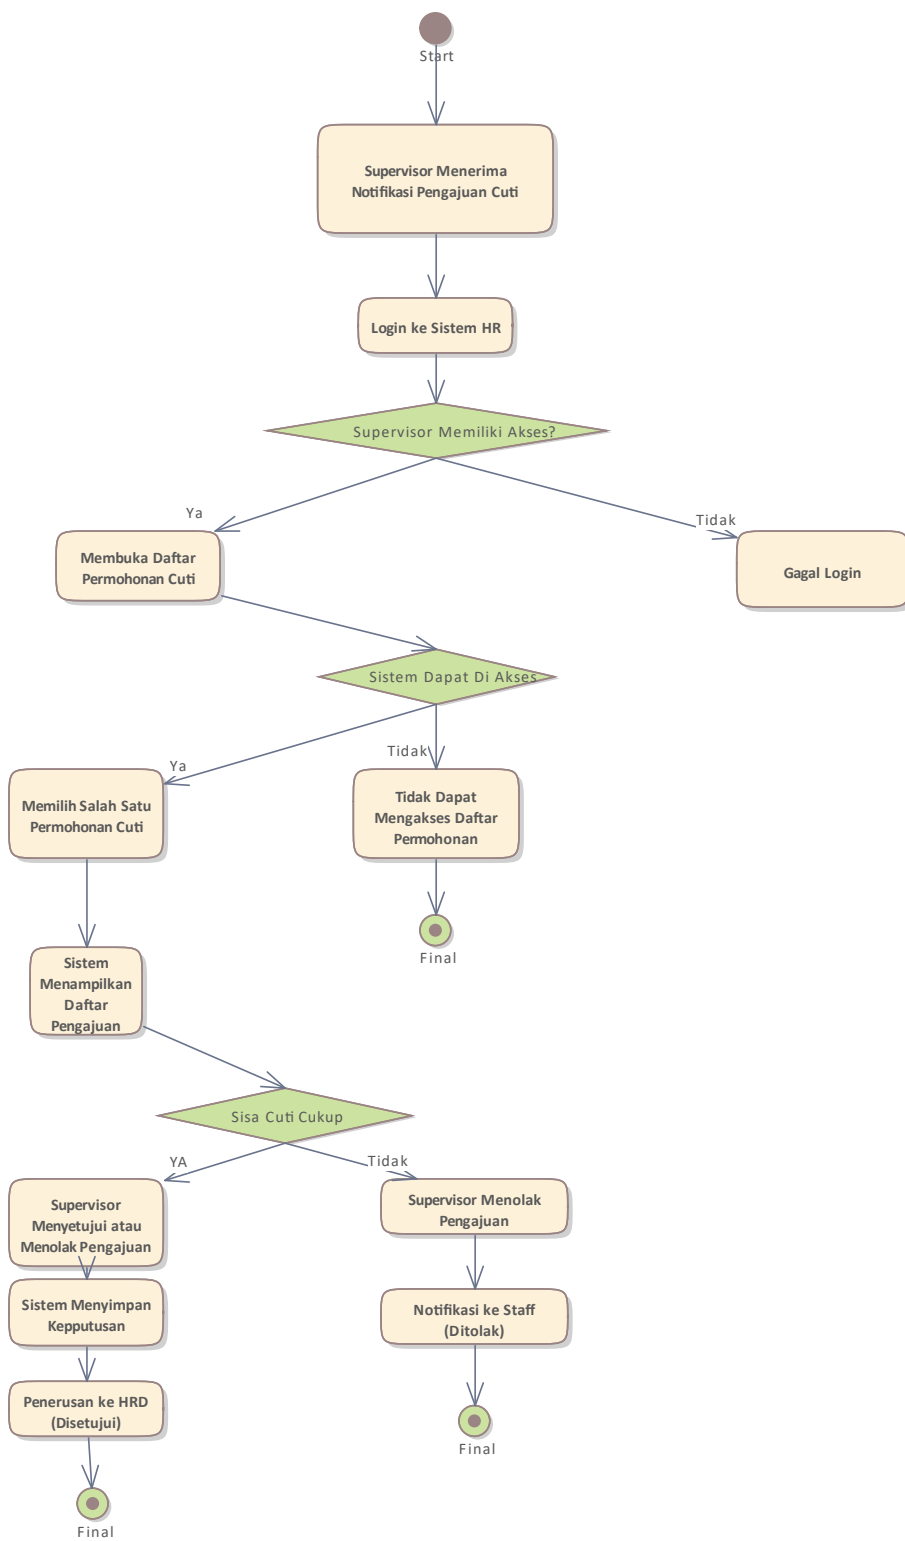 Start
Supervisor Menerima
Notifikasi Pengajuan Cuti
Login ke Sistem HR
Supervisor Memiliki Akses?
Ya
Tidak
Membuka Daftar
Permohonan Cuti
Gagal Login
Sistem Dapat Di Akses
Ya
Tidak
Memilih Salah Satu
Permohonan Cuti
Tidak Dapat
Mengakses Daftar
Permohonan
Final
Sistem
Menampilkan
Daftar
Pengajuan
Sisa Cuti Cukup
YA
Tidak
Supervisor
Menyetujui atau
Menolak Pengajuan
Supervisor Menolak
Pengajuan
Sistem Menyimpan
Kepputusan
Notifikasi ke Staff
(Ditolak)
Penerusan ke HRD
(Disetujui)
Final
Final